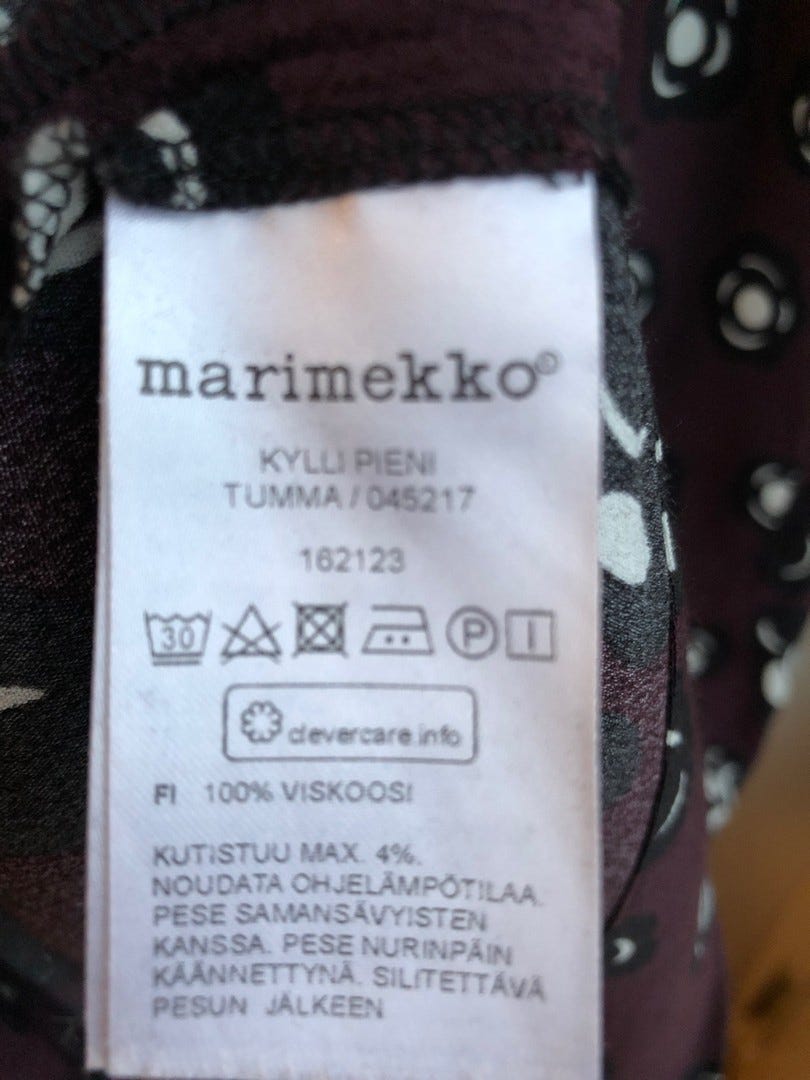 marimekko©
KYLLI PIENI
TUMMA / 045217
162123
30 P
clevercare.info
FI 100% VISKOOSI
KUTISTUU MAX. 4%.
NOUDATA OHJELÄMPÖTILAA.
PESE SAMANSÄVYISTEN
KANSSA. PESE NURINPÄIN
KÄÄNNETTYNÄ. SILITETTÄVÄ
PESUN JÄLKEEN